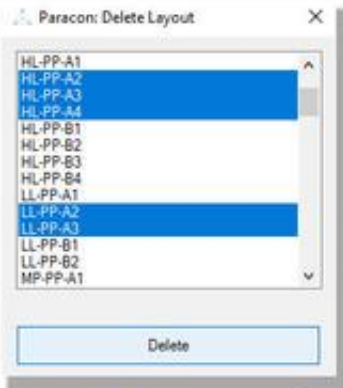 Paracon: Delete Layout
HL-PP-A1
HL-PP-A2
HL-PP-A3
HL-PP-A4
HL-PP-B1
HL-PP-B2
HL-PP-B3
HL-PP-B4
LL-PP-A1
LL-PP-A2
LL-PP-A3
LL-PP-B1
LL-PP-B2
MP-PP-A1
Delete